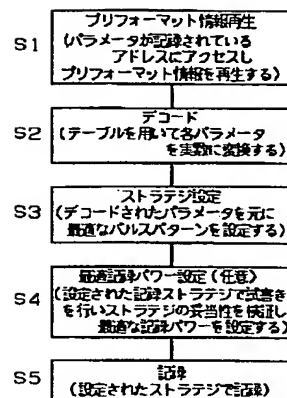 S1
プリフォーマット情報再生
(パラメータが記録されている
アドレスにアクセスし
プリフォーマット情報を再生する)
S2
デコード
(テーブルを用いて各パラメータ
を実数に変換する)
S3
ストラテジ設定
(デコードされたパラメータを元に
最適なパルスパターンを設定する)
S4
最適記録パワー設定(任意)
(設定された記録ストラテジで試書き
を行いストラテジの妥当性を検証し
最適な記録パワーを設定する)
S5
記録
(設定されたストラテジで記録)